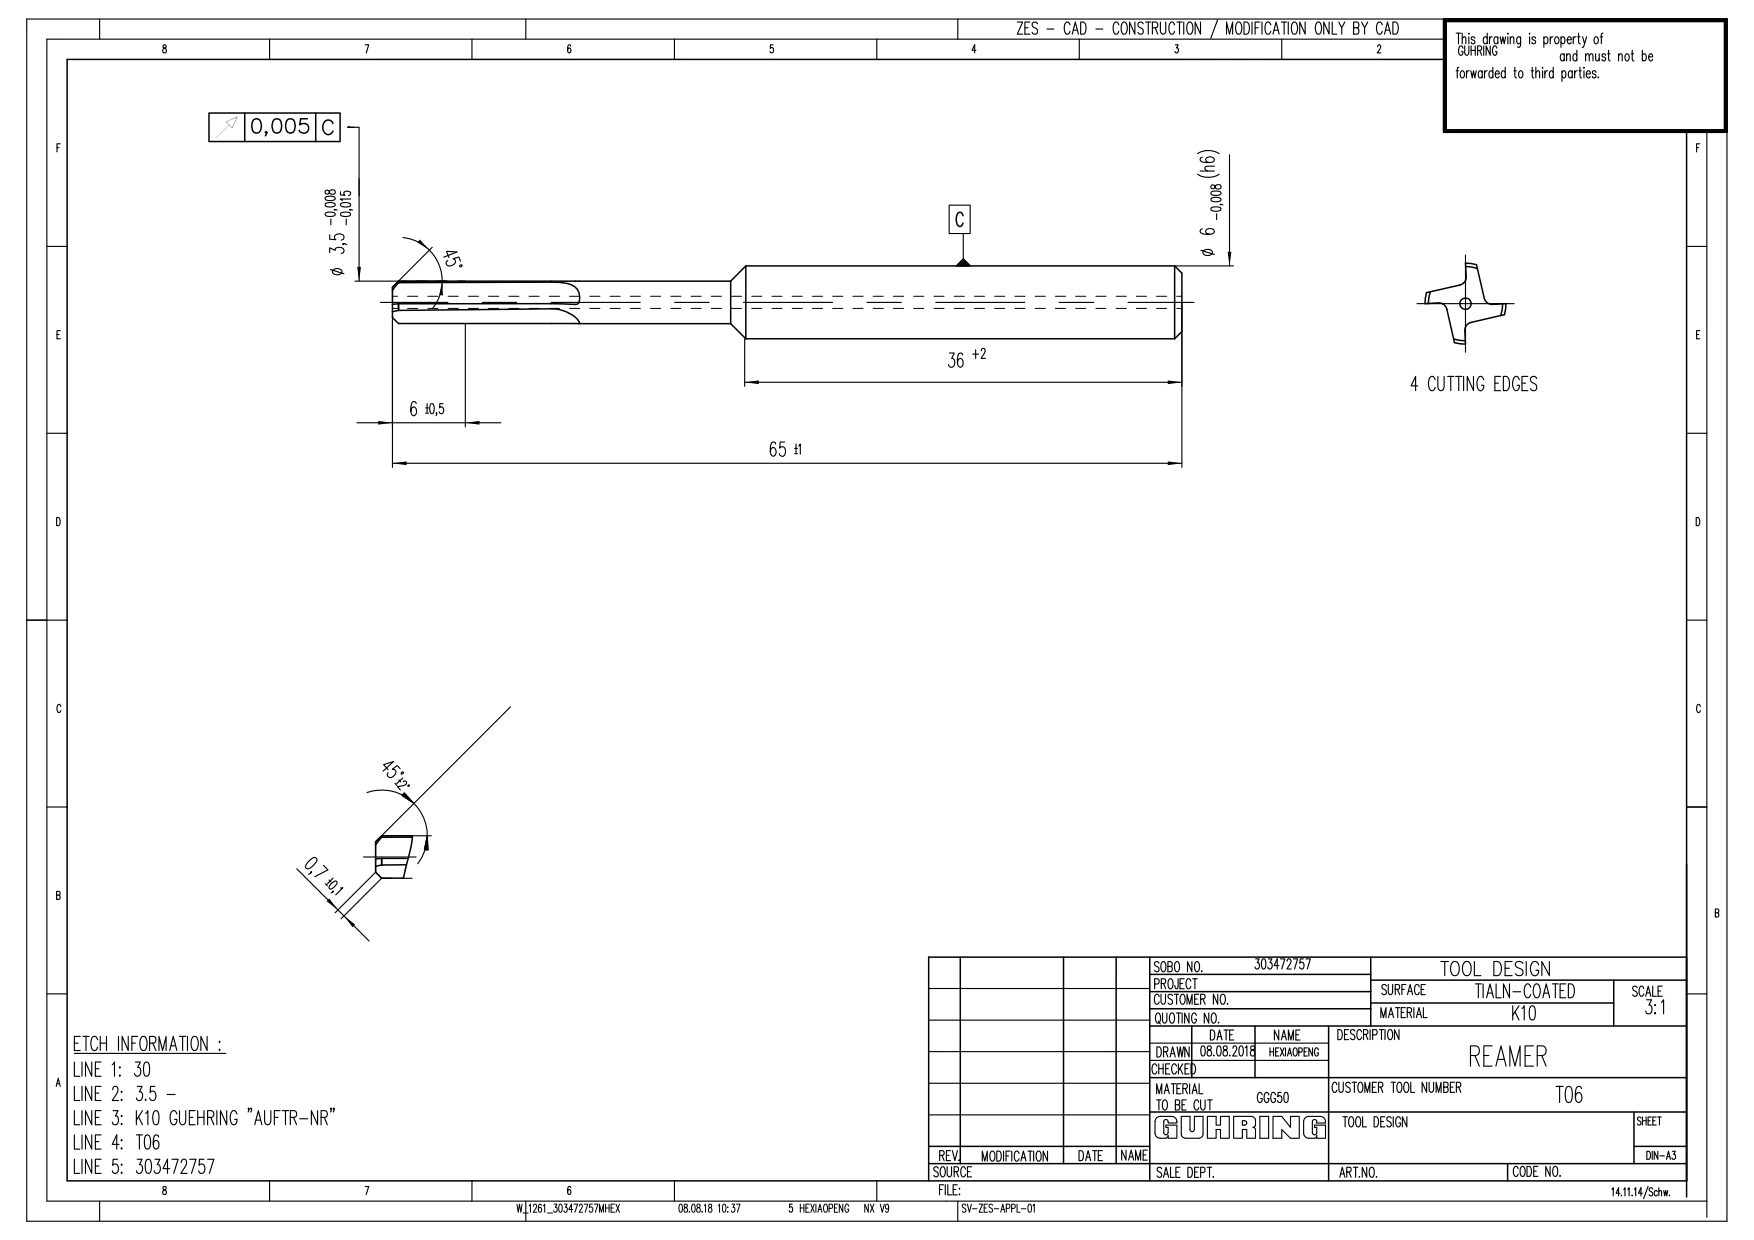 ZES - CAD - CONSTRUCTION / MODIFICATION ONLY BY CAD
This drawing is property of
GUHRING and must not be
forwarded to third parties.
8 7 6 5 4 3 2
F F
E E
D D
C C
B B
A
0,005 C
ø 3,5 -0,008 -0,015
45°
C
ø 6 -0,008 (h6)
36 +2
6 ±0,5
65 ±1
4 CUTTING EDGES
45°±2°
0,7 ±0,1
ETCH INFORMATION :
LINE 1: 30
LINE 2: 3.5 -
LINE 3: K10 GUEHRING "AUFTR-NR"
LINE 4: T06
LINE 5: 303472757
SOBO NO. 303472757
PROJECT
CUSTOMER NO.
QUOTING NO.
TOOL DESIGN
SURFACE TIALN-COATED
MATERIAL K10
SCALE
3:1
DATE NAME
DRAWN 08.08.2018 HEXIAOPENG
CHECKED
DESCRIPTION
REAMER
MATERIAL
TO BE CUT GGG50
CUSTOMER TOOL NUMBER T06
GUHRING
TOOL DESIGN
SHEET
DIN-A3
REV. MODIFICATION DATE NAME
SOURCE
SALE DEPT. ART.NO. CODE NO.
8 7 6
FILE:
14.11.14/Schw.
W_1261_303472757MHEX 08.08.18 10:37 5 HEXIAOPENG NX V9 SV-ZES-APPL-01